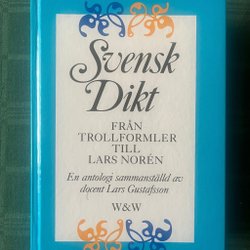 Svensk
Dikt
FRÅN
TROLLFORMLER
TILL
LARS NORÉN
En antologi sammanställd av
docent Lars Gustafsson
W&W